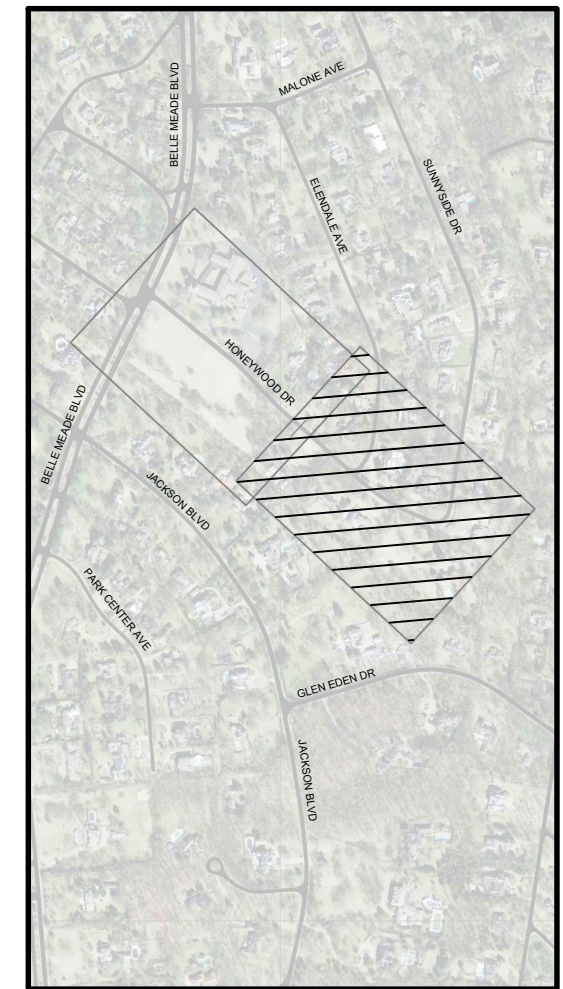 BELLE MEADE BLVD
MALONE AVE
SUNNYSIDE DR
ELENDALE AVE
HONEYWOOD DR
BELLE MEADE BLVD
JACKSON BLVD
PARK CENTER AVE
GLEN EDEN DR
JACKSON BLVD